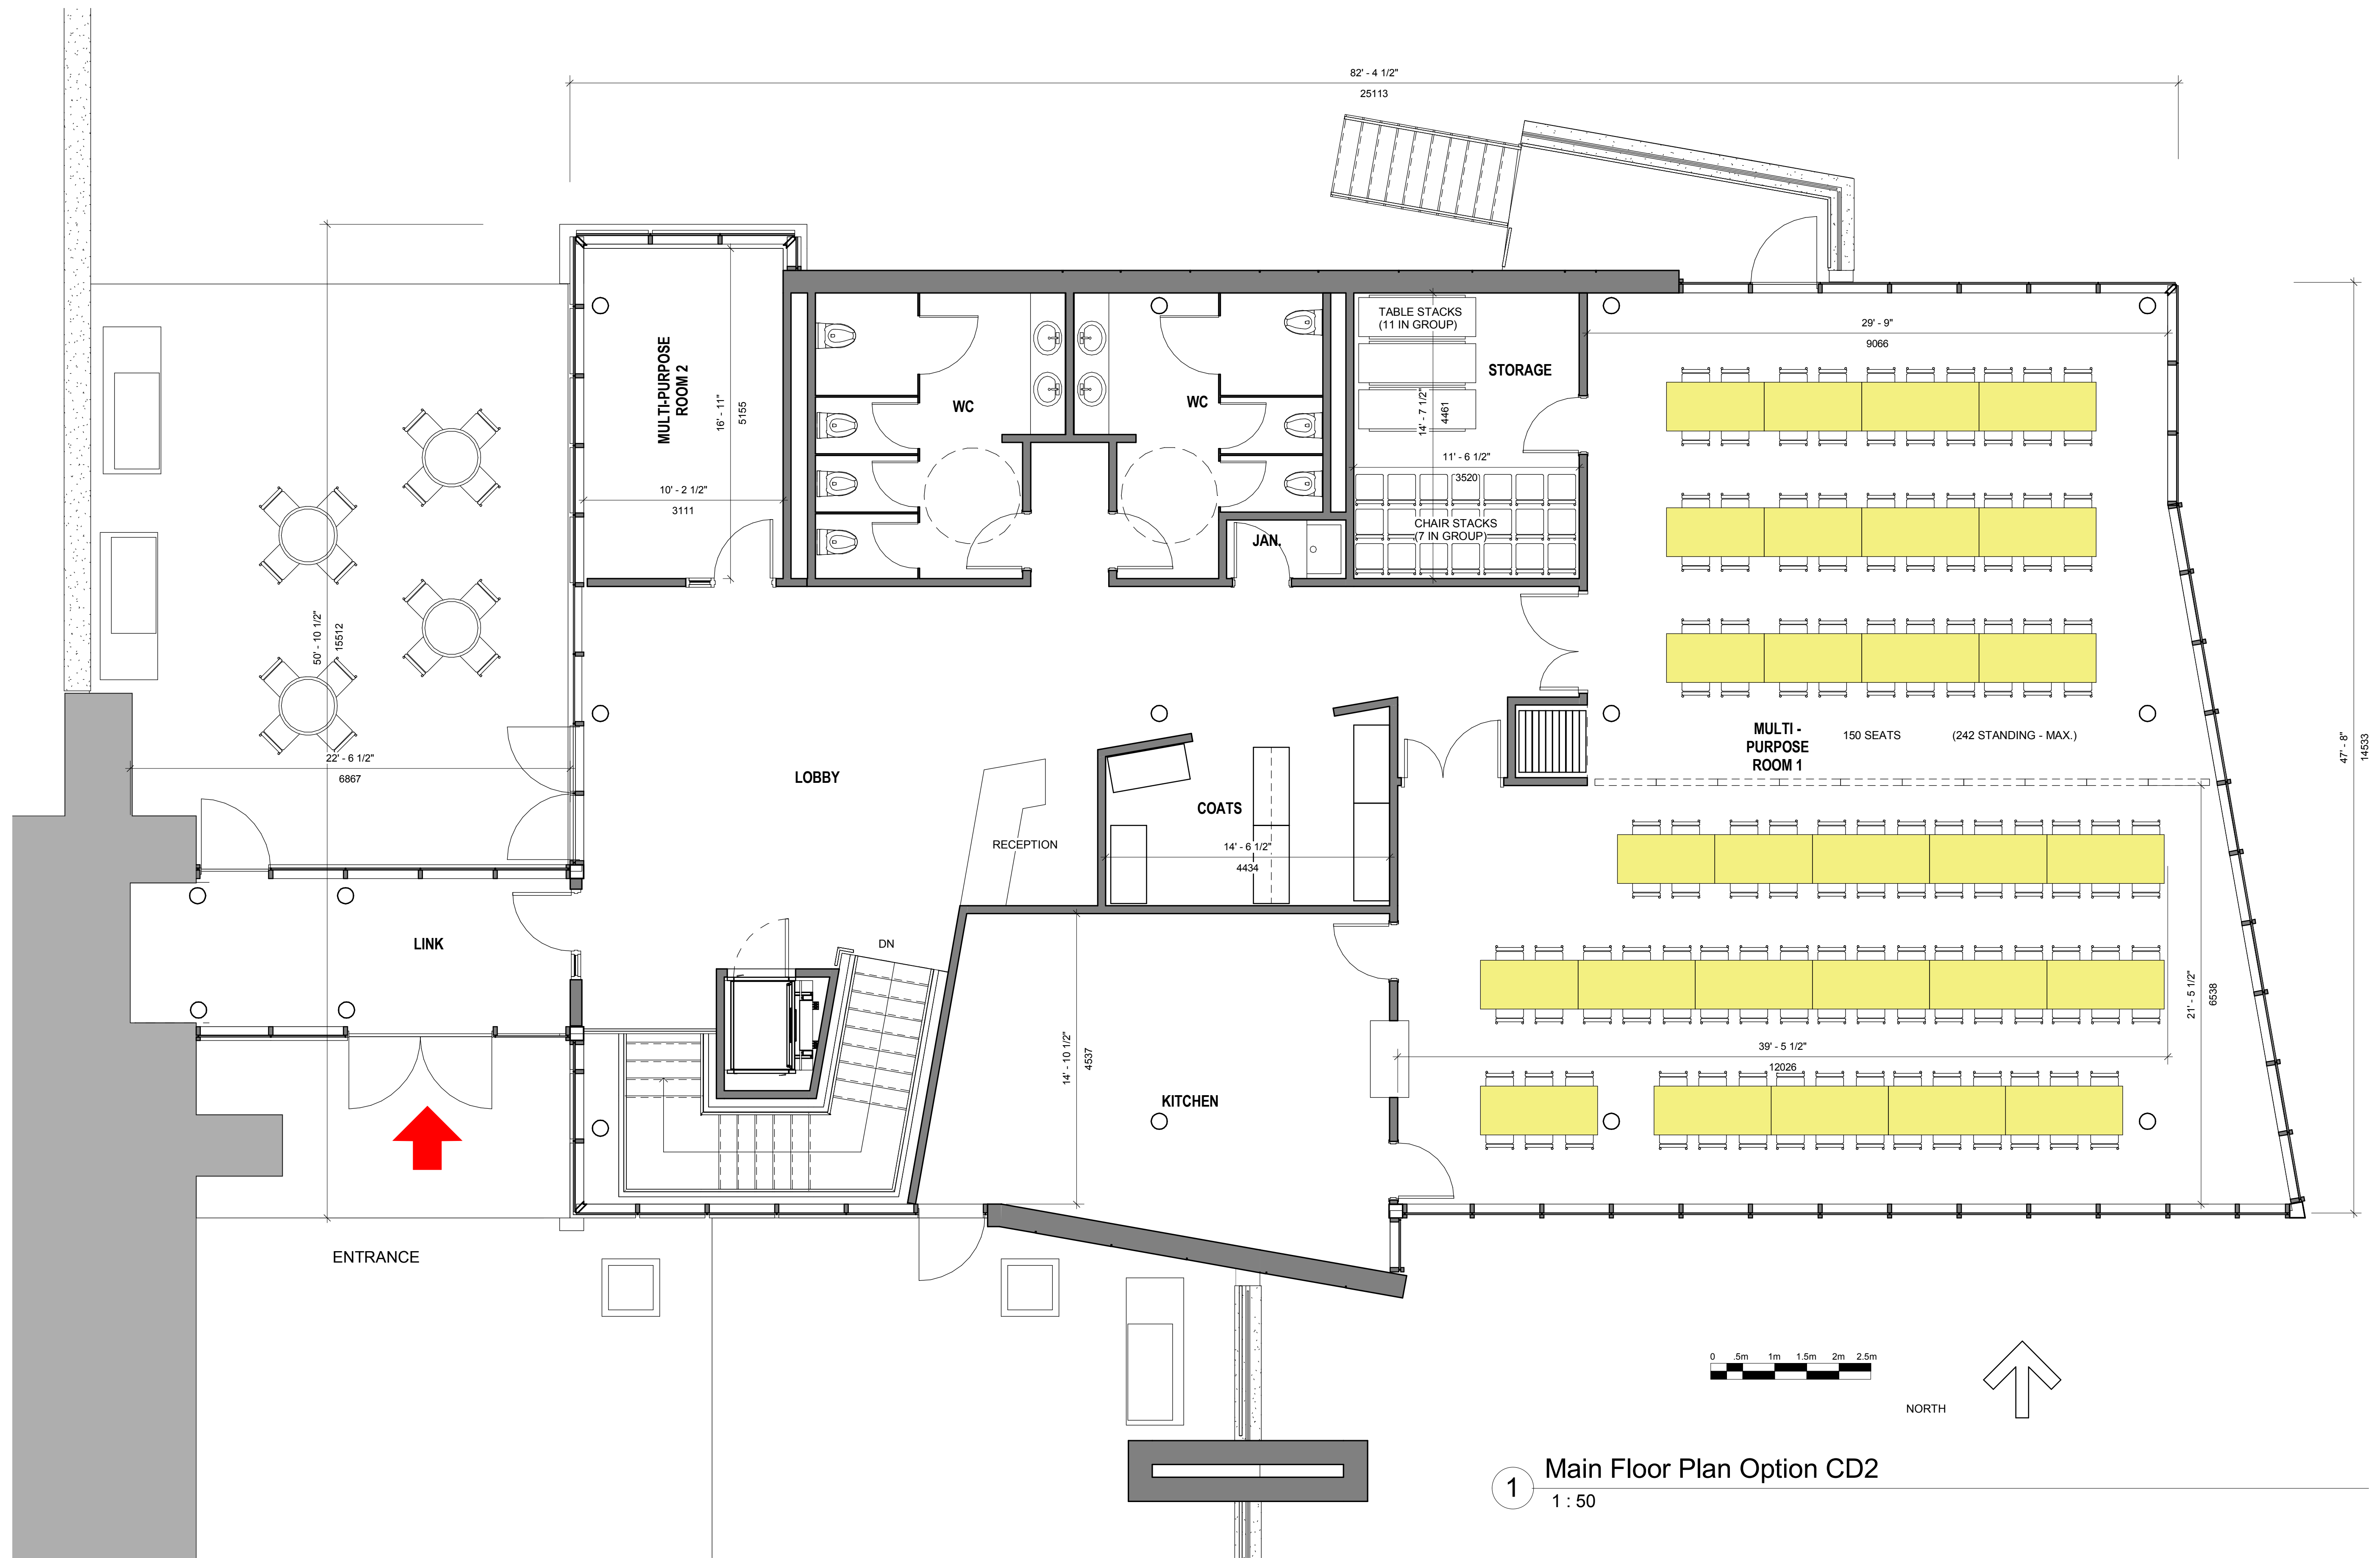 82' - 4 1/2"
25113
TABLE STACKS
(11 IN GROUP)
29' - 9"
9066
STORAGE
MULTI-PURPOSE
ROOM 2
16' - 11"
5155
WC
WC
14' - 7 1/2"
4461
11' - 6 1/2"
3520
10' - 2 1/2"
3111
CHAIR STACKS
(7 IN GROUP)
JAN.
50' - 10 1/2"
15512
22' - 6 1/2"
6867
LOBBY
RECEPTION
COATS
14' - 6 1/2"
4434
MULTI -
PURPOSE
ROOM 1
150 SEATS
(242 STANDING - MAX.)
47' - 8"
14533
LINK
DN
21' - 5 1/2"
6538
39' - 5 1/2"
12026
14' - 10 1/2"
4537
KITCHEN
ENTRANCE
0 .5m 1m 1.5m 2m 2.5m
NORTH
1 Main Floor Plan Option CD2
1 : 50